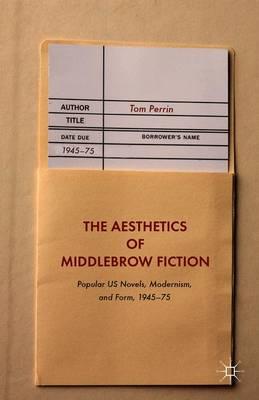 AUTHOR Tom Perrin
TITLE
DATE DUE BORROWER'S NAME
1945–75
THE AESTHETICS
OF
MIDDLEBROW FICTION
Popular US Novels, Modernism,
and Form, 1945–75